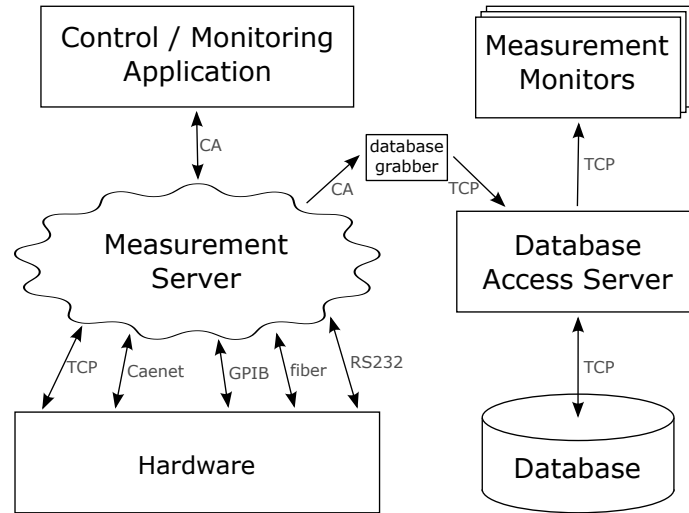 Control / Monitoring
Application
Measurement
Monitors
CA
database
grabber
TCP
CA
TCP
Measurement
Server
Database
Access Server
TCP
Caenet
GPIB
fiber
RS232
TCP
Hardware
Database